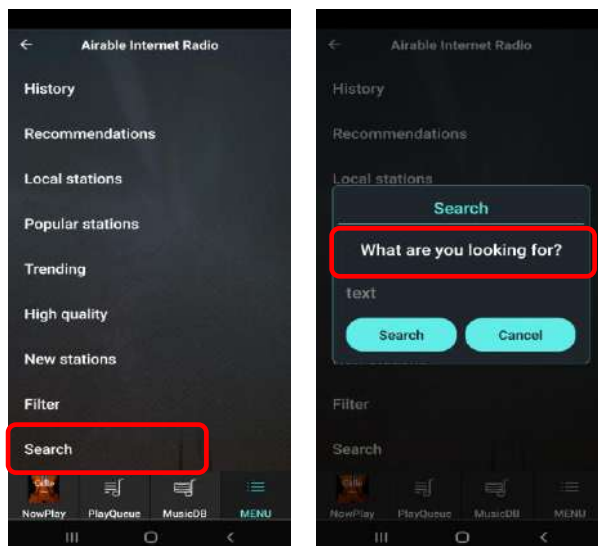 Airable Internet Radio
History
Recommendations
Local stations
Popular stations
Trending
High quality
New stations
Filter
Search
NowPlay PlayQueue MusicDB MENU
Airable Internet Radio
History
Recommendations
Local stations
Search
What are you looking for?
text
Search Cancel
Filter
Search
NowPlay PlayQueue MusicDB MENU